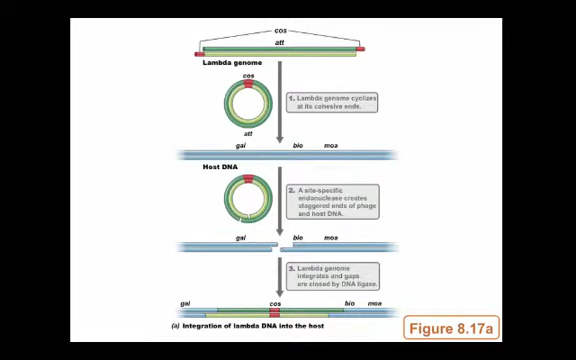 cos
att
Lambda genome
cos
1. Lambda genome cyclizes
at its cohesive ends.
att
gal bio moa
Host DNA
2. A site-specific
endonuclease creates
staggered ends of phage
and host DNA.
gal bio moa
3. Lambda genome
integrates and gaps
are closed by DNA ligase.
gal cos bio moa
(a) Integration of lambda DNA into the host
Figure 8.17a